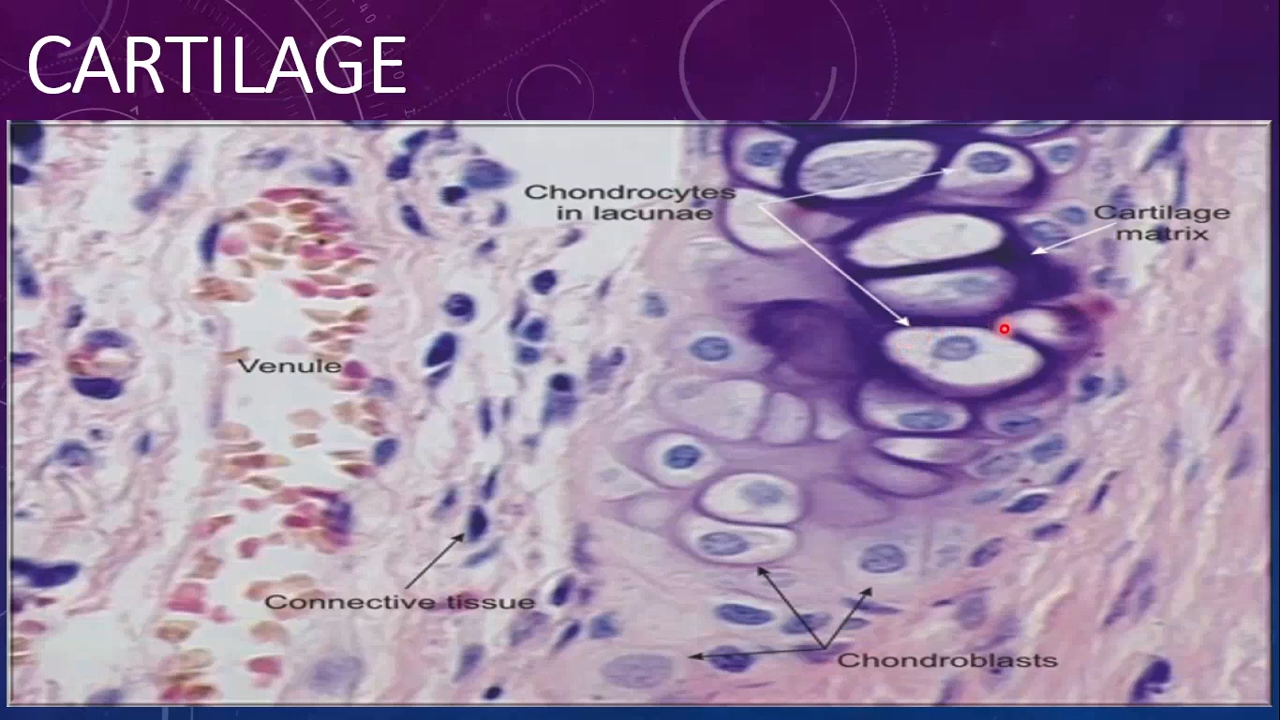 CARTILAGE
Chondrocytes
in lacunae
Cartilage
matrix
Venule
Connective tissue
Chondroblasts